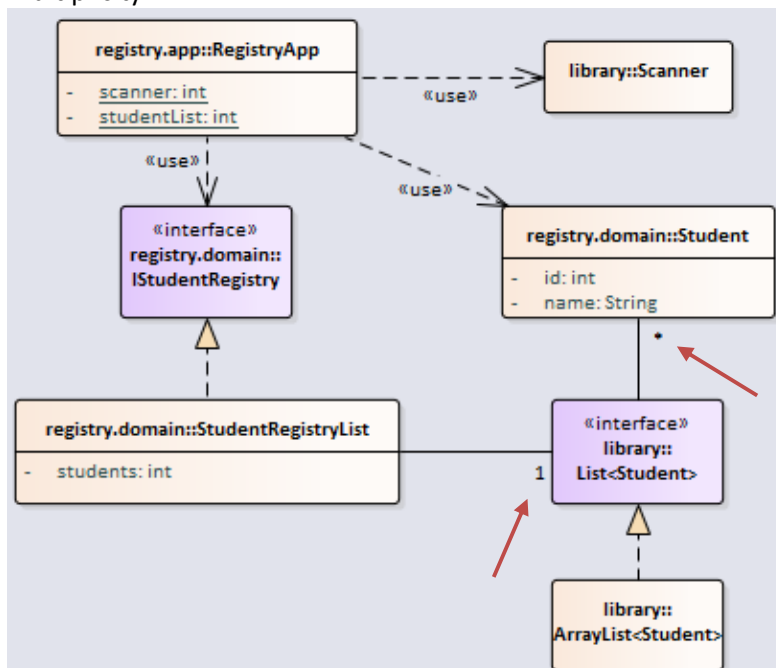 registry.app::RegistryApp
- scanner: int
- studentList: int
library::Scanner
«use»
«use»
«use»
«interface»
registry.domain::
IStudentRegistry
registry.domain::Student
- id: int
- name: String
*
registry.domain::StudentRegistryList
- students: int
1
«interface»
library::
List<Student>
library::
ArrayList<Student>